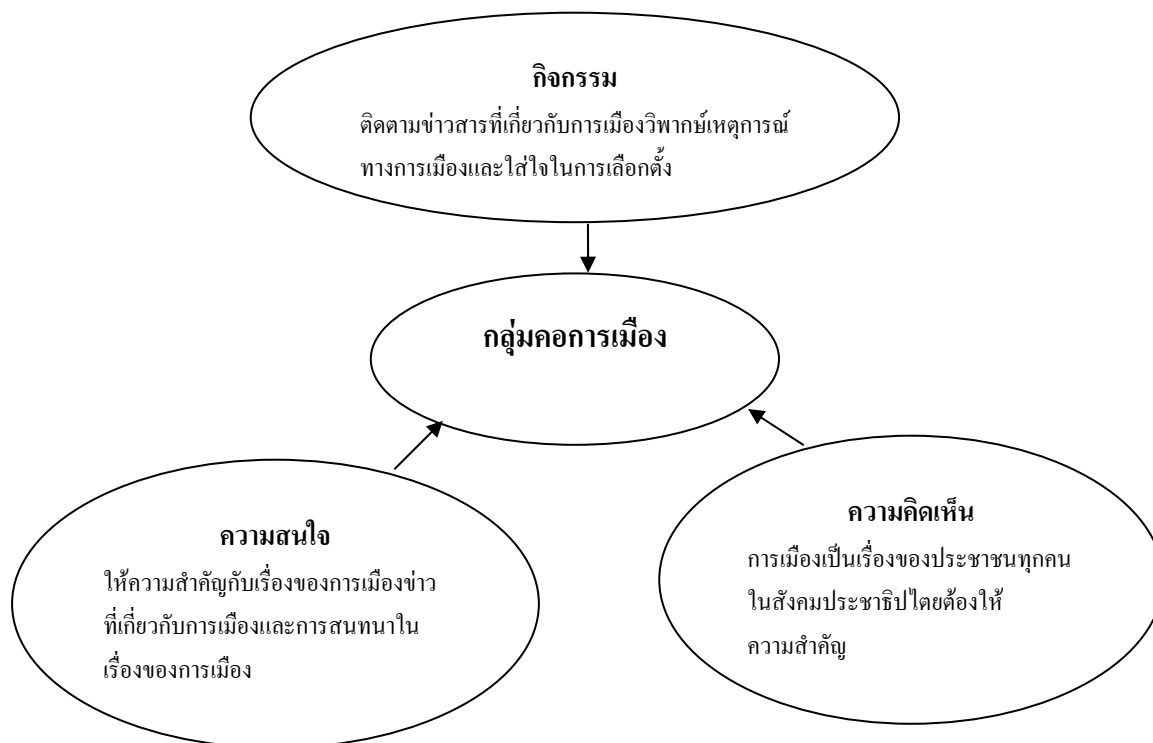 กิจกรรม
ติดตามข่าวสารที่เกี่ยวกับการเมืองวิพากษ์เหตุการณ์
ทางการเมืองและใส่ใจในการเลือกตั้ง
กลุ่มคอการเมือง
ความสนใจ
ให้ความสำคัญกับเรื่องของการเมืองข่าว
ที่เกี่ยวกับการเมืองและการสนทนาใน
เรื่องของการเมือง
ความคิดเห็น
การเมืองเป็นเรื่องของประชาชนทุกคน
ในสังคมประชาธิปไตยต้องให้
ความสำคัญ